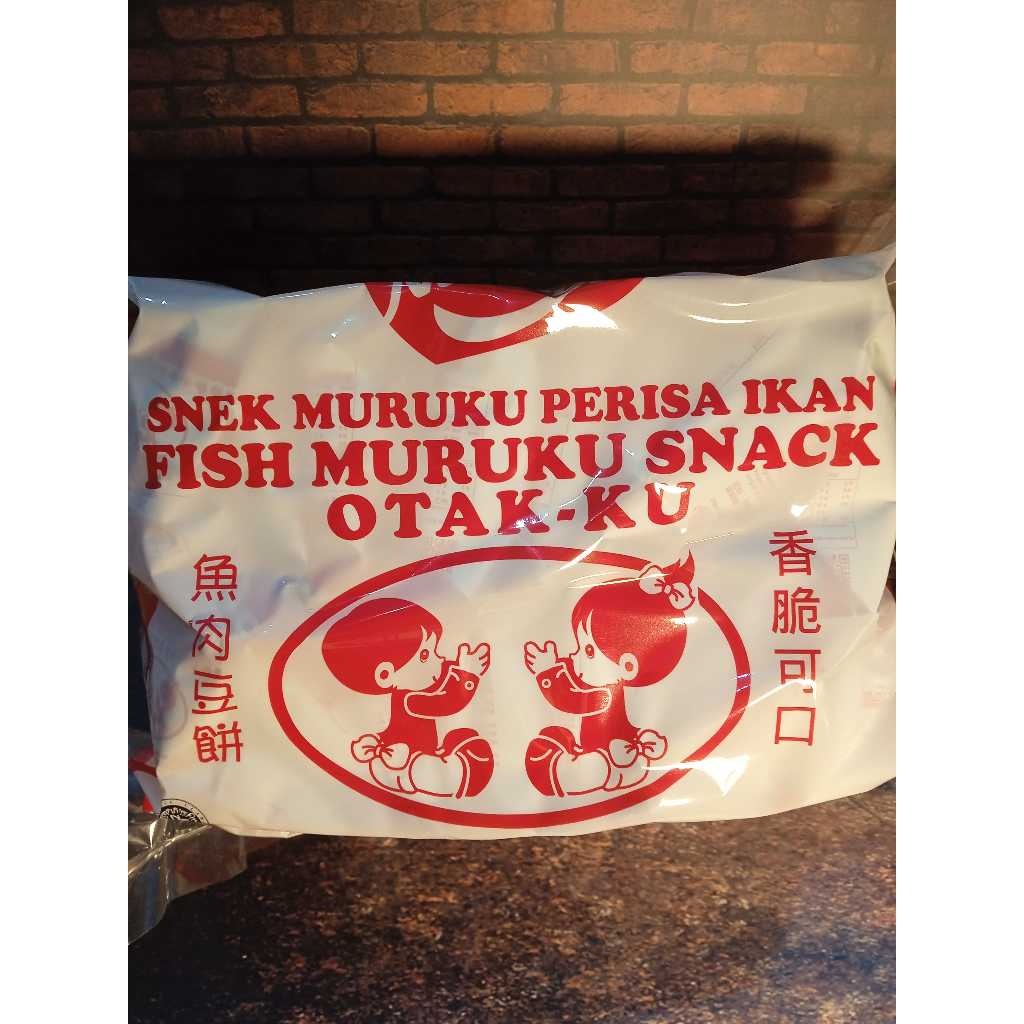 SNEK MURUKU PERISA IKAN
FISH MURUKU SNACK
OTAK-KU
魚肉豆餅
香脆可口